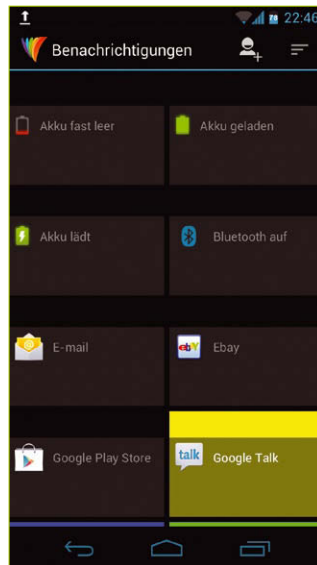 22:46
Benachrichtigungen
Akku fast leer
Akku geladen
Akku lädt
Bluetooth auf
E-mail
ebY Ebay
Google Play Store
talk Google Talk